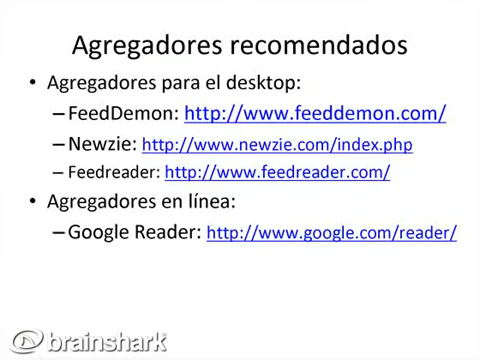 Agregadores recomendados
• Agregadores para el desktop:
–FeedDemon: http://www.feeddemon.com/
–Newzie: http://www.newzie.com/index.php
–Feedreader: http://www.feedreader.com/
• Agregadores en línea:
–Google Reader: http://www.google.com/reader/
brainshark